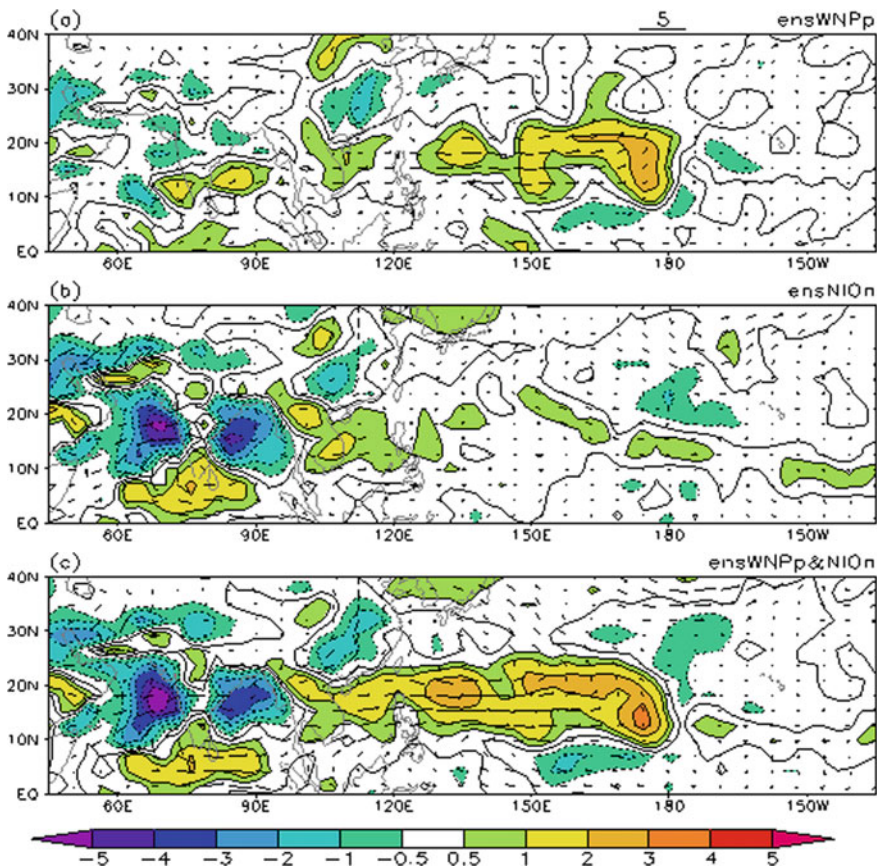 (a) 5 ensWNPp
40N
30N
20N
10N
EQ
60E 90E 120E 150E 180 150W
(b) ensNIOn
40N
30N
20N
10N
EQ
60E 90E 120E 150E 180 150W
(c) ensWNPp&NIOn
40N
30N
20N
10N
EQ
60E 90E 120E 150E 180 150W
-5 -4 -3 -2 -1 -0.5 0.5 1 2 3 4 5